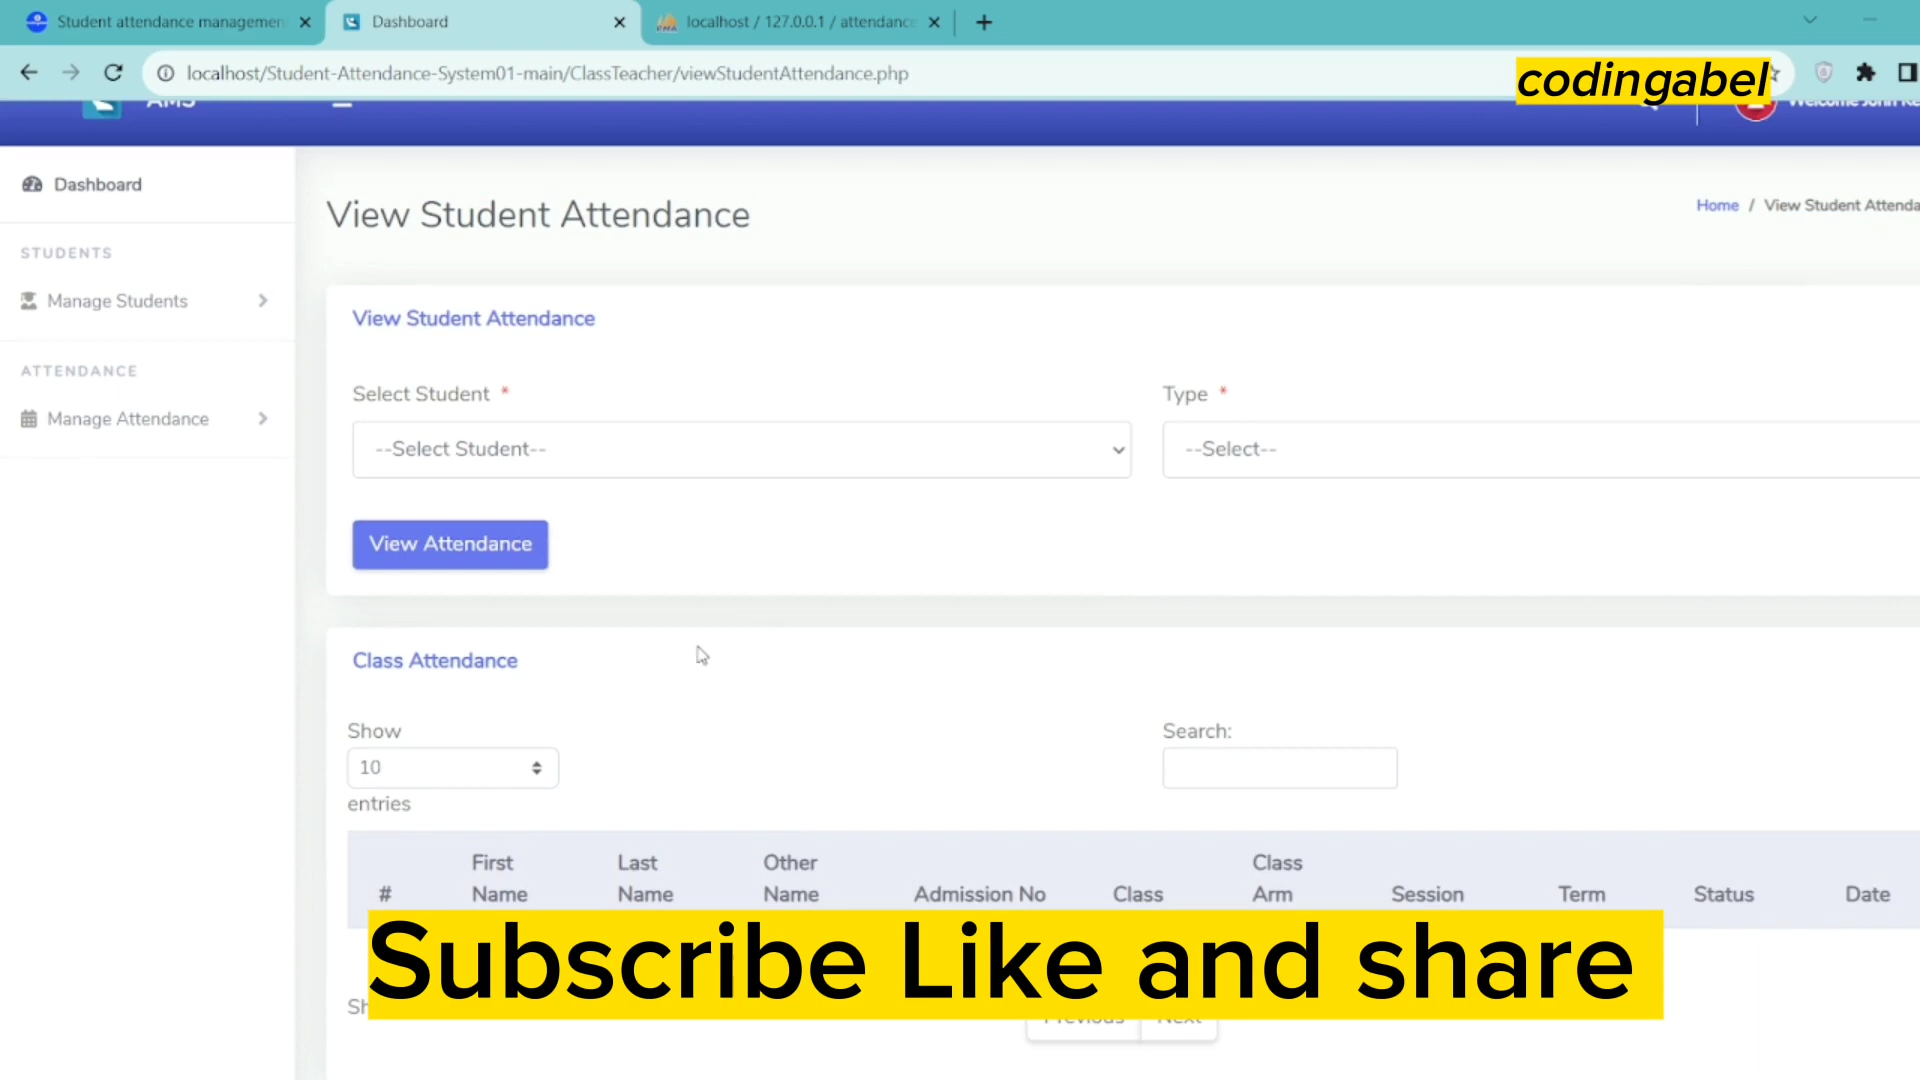 Student attendance managemen
Dashboard
localhost / 127.0.0.1 / attendance
localhost/Student-Attendance-System01-main/ClassTeacher/viewStudentAttendance.php
codingabel
AMS
Welcome John Ke
Dashboard
View Student Attendance
Home / View Student Attenda
STUDENTS
Manage Students
View Student Attendance
ATTENDANCE
Select Student *
Type *
Manage Attendance
--Select Student--
--Select--
View Attendance
Class Attendance
Show
Search:
10
entries
# First Name Last Name Other Name Admission No Class Class Arm Session Term Status Date
Subscribe Like and share
Sh
Previous Next